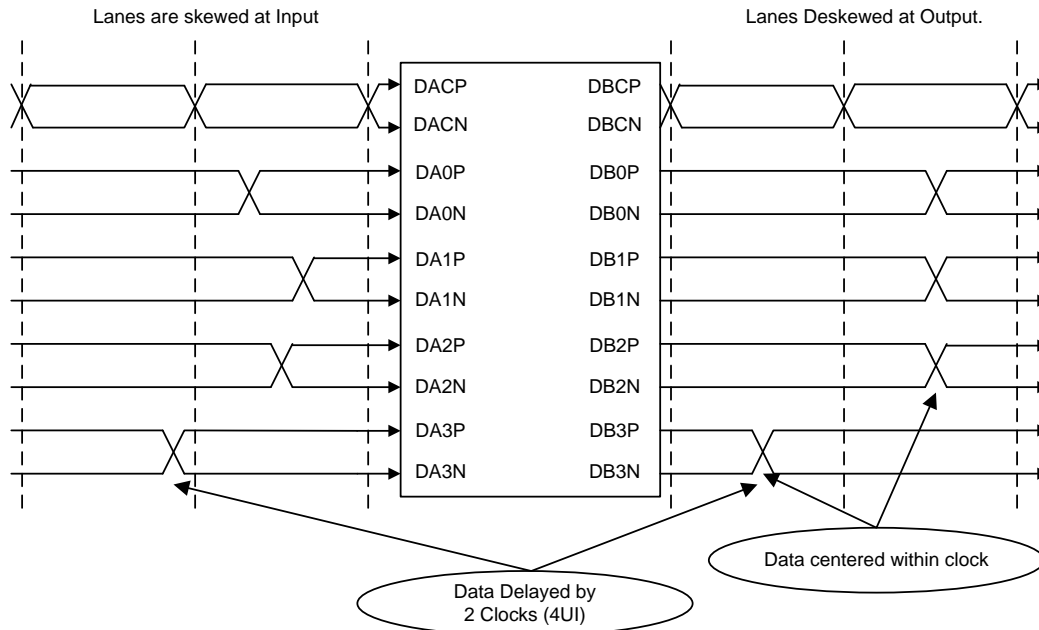 Lanes are skewed at Input
Lanes Deskewed at Output.
DACP
DBCP
DACN
DBCN
DA0P
DB0P
DA0N
DB0N
DA1P
DB1P
DA1N
DB1N
DA2P
DB2P
DA2N
DB2N
DA3P
DB3P
DA3N
DB3N
Data centered within clock
Data Delayed by
2 Clocks (4UI)